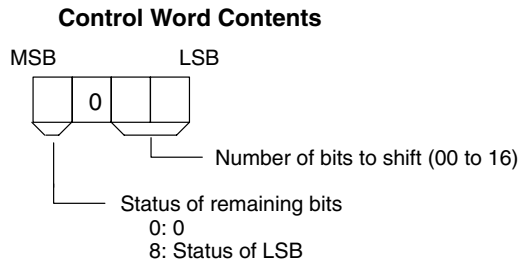 Control Word Contents
MSB LSB
0
Number of bits to shift (00 to 16)
Status of remaining bits
0: 0
8: Status of LSB